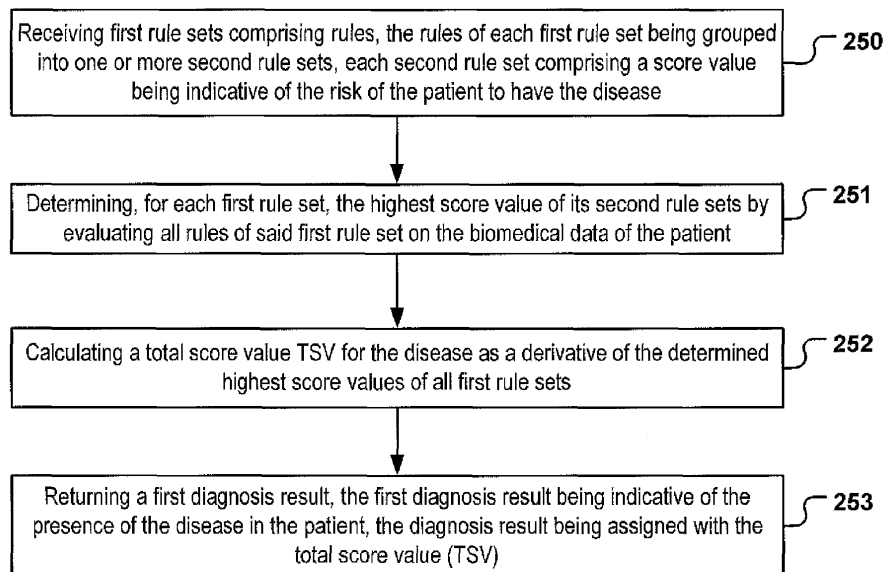 Receiving first rule sets comprising rules, the rules of each first rule set being grouped
into one or more second rule sets, each second rule set comprising a score value
being indicative of the risk of the patient to have the disease
250
Determining, for each first rule set, the highest score value of its second rule sets by
evaluating all rules of said first rule set on the biomedical data of the patient
251
Calculating a total score value TSV for the disease as a derivative of the determined
highest score values of all first rule sets
252
Returning a first diagnosis result, the first diagnosis result being indicative of the
presence of the disease in the patient, the diagnosis result being assigned with the
total score value (TSV)
253